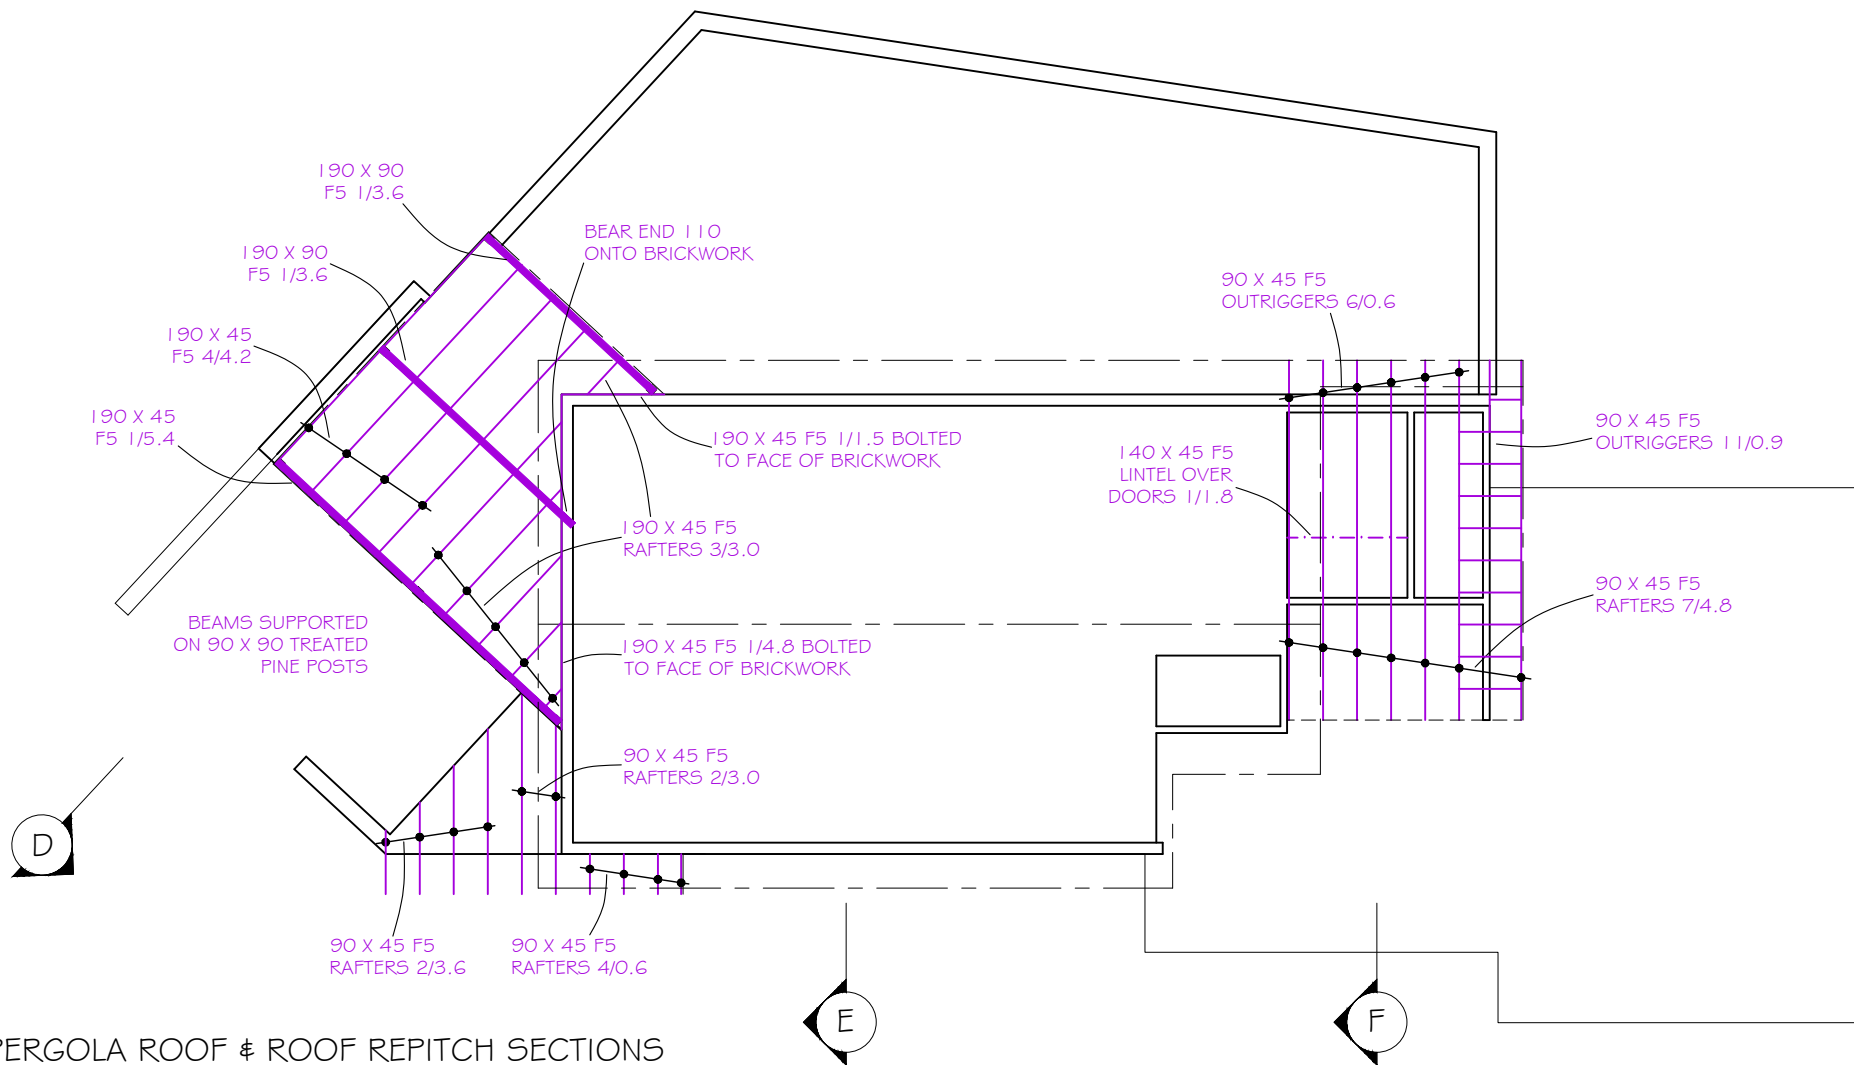 190 X 90
F5 1/3.6
190 X 90
F5 1/3.6
190 X 45
F5 4/4.2
190 X 45
F5 1/5.4
BEAR END 110
ONTO BRICKWORK
90 X 45 F5
OUTRIGGERS 6/0.6
190 X 45 F5 1/1.5 BOLTED
TO FACE OF BRICKWORK
140 X 45 F5
LINTEL OVER
DOORS 1/1.8
90 X 45 F5
OUTRIGGERS 11/0.9
190 X 45 F5
RAFTERS 3/3.0
90 X 45 F5
RAFTERS 7/4.8
BEAMS SUPPORTED
ON 90 X 90 TREATED
PINE POSTS
190 X 45 F5 1/4.8 BOLTED
TO FACE OF BRICKWORK
90 X 45 F5
RAFTERS 2/3.0
D
90 X 45 F5
RAFTERS 2/3.6
90 X 45 F5
RAFTERS 4/0.6
E
F
PERGOLA ROOF & ROOF REPITCH SECTIONS